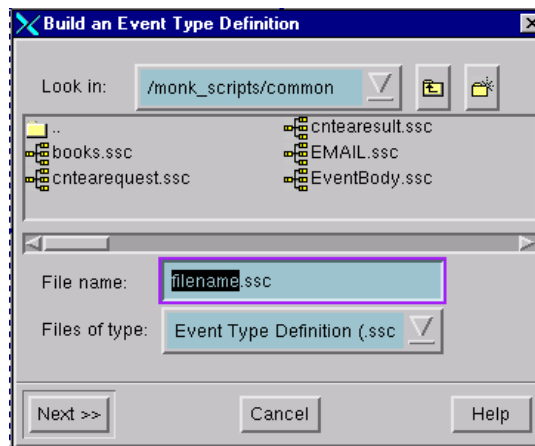 Build an Event Type Definition
Look in: /monk_scripts/common
.. cntearesult.ssc
books.ssc EMAIL.ssc
cntearequest.ssc EventBody.ssc
File name: filename.ssc
Files of type: Event Type Definition (.ssc
Next >> Cancel Help